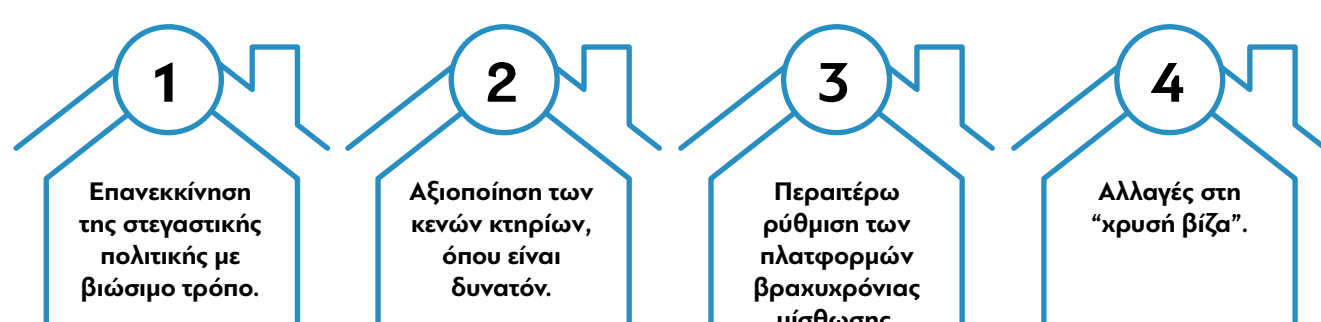 1
Επανεκκίνηση
της στεγαστικής
πολιτικής με
βιώσιμο τρόπο.
2
Αξιοποίηση των
κενών κτηρίων,
όπου είναι
δυνατόν.
3
Περαιτέρω
ρύθμιση των
πλατφορμών
βραχυχρόνιας
μίσθωσης
4
Αλλαγές στη
“χρυσή βίζα”.